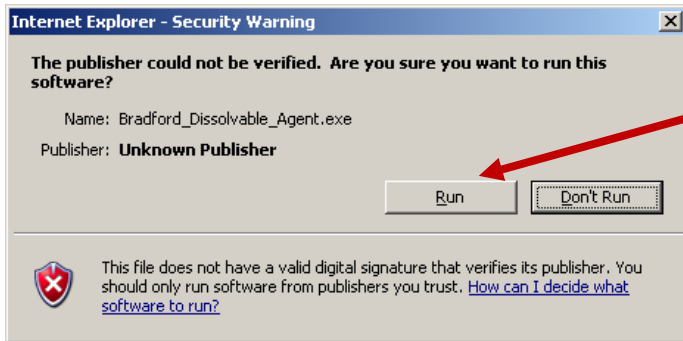 Internet Explorer - Security Warning
The publisher could not be verified. Are you sure you want to run this
software?
Name: Bradford_Dissolvable_Agent.exe
Publisher: Unknown Publisher
Run Don't Run
This file does not have a valid digital signature that verifies its publisher. You
should only run software from publishers you trust. How can I decide what
software to run?